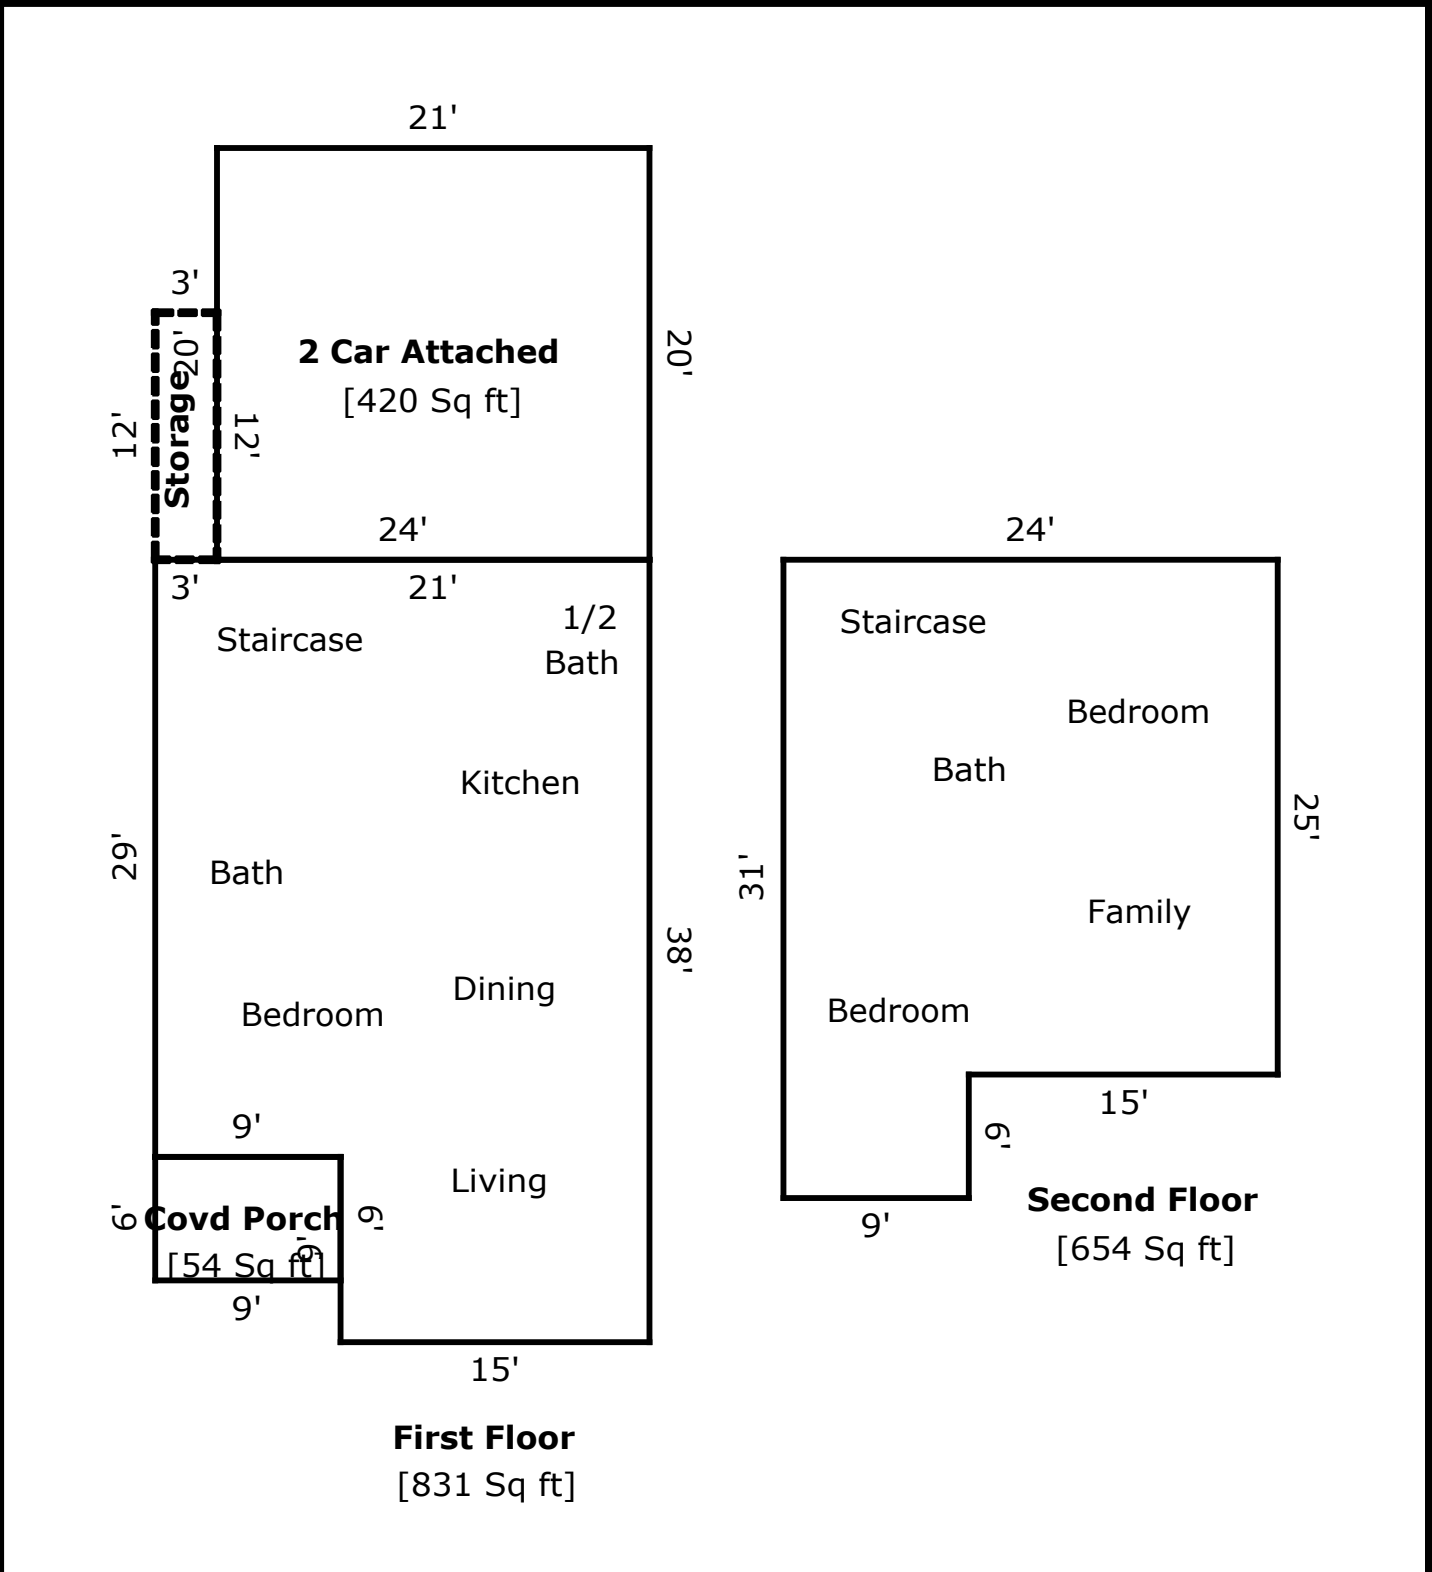 21'
3'
20'
2 Car Attached
[420 Sq ft]
20'
12'
Storage
12'
24'
3'
21'
Staircase
1/2
Bath
Kitchen
29'
Bath
38'
Dining
Bedroom
9'
Living
6'
Covd Porch
6'
[54 Sq ft]
9'
9'
15'
First Floor
[831 Sq ft]
24'
Staircase
Bedroom
Bath
25'
31'
Family
Bedroom
15'
6'
9'
Second Floor
[654 Sq ft]